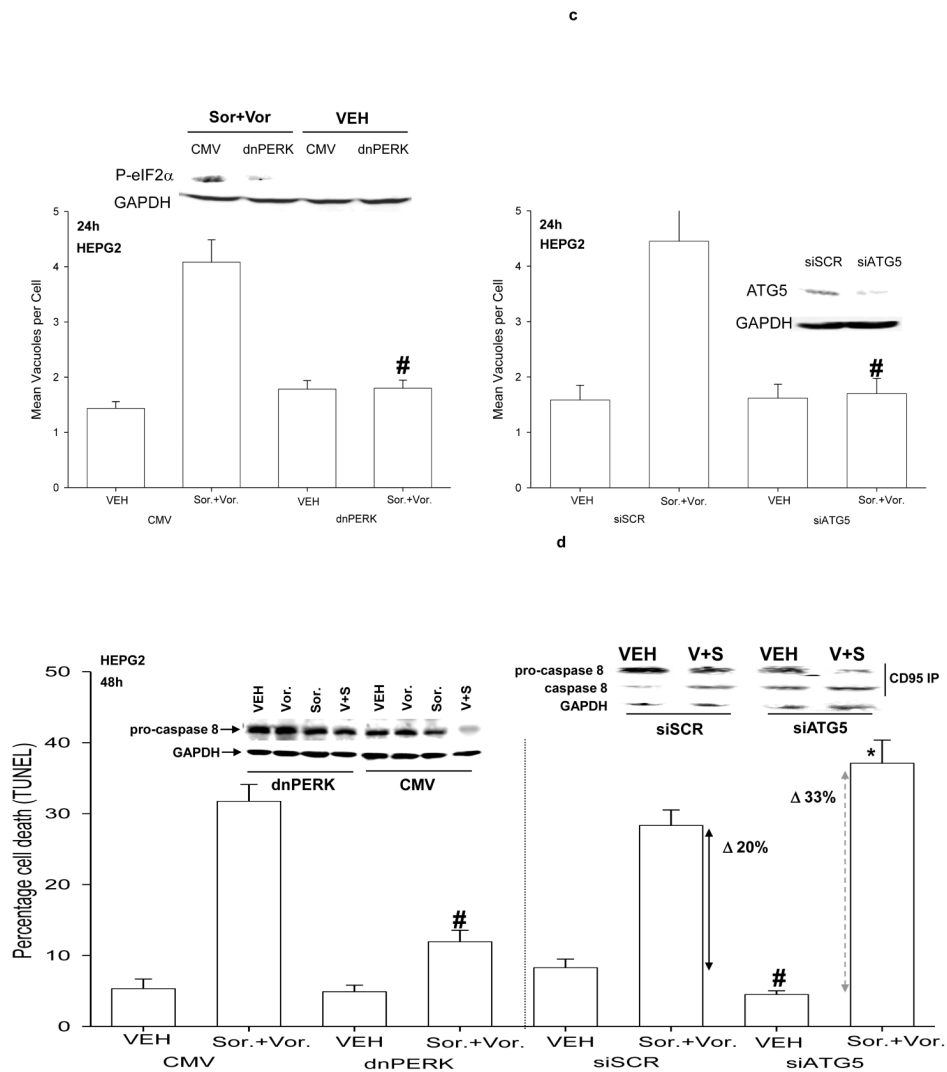 c
Sor+Vor VEH
CMV dnPERK CMV dnPERK
P-eIF2α
GAPDH
5
4
3
2
1
0
Mean Vacuoles per Cell
24h
HEPG2
#
VEH Sor.+Vor. VEH Sor.+Vor.
CMV dnPERK
5
4
3
2
1
0
Mean Vacuoles per Cell
24h
HEPG2
siSCR siATG5
ATG5
GAPDH
#
VEH Sor.+Vor. VEH Sor.+Vor.
siSCR siATG5
d
50
40
30
20
10
0
Percentage cell death (TUNEL)
HEPG2
48h
VEH Vor. Sor. V+S VEH Vor. Sor. V+S
pro-caspase 8
GAPDH
dnPERK CMV
VEH V+S VEH V+S
pro-caspase 8
caspase 8
GAPDH
CD95 IP
siSCR siATG5
#
Δ 20%
#
Δ 33%
*
VEH Sor.+Vor. VEH Sor.+Vor. VEH Sor.+Vor. VEH Sor.+Vor.
CMV dnPERK siSCR siATG5